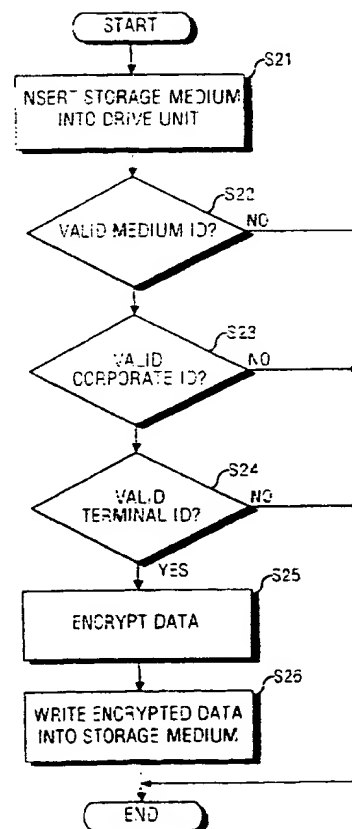 START
S21
NSERT STORAGE MEDIUM
INTO DRIVE UNIT
S22
VALID MEDIUM ID?
NO
S23
VALID
CORPORATE ID?
NO
S24
VALID
TERMINAL ID?
NO
YES
S25
ENCRYPT DATA
S26
WRITE ENCRYPTED DATA
INTO STORAGE MEDIUM
END